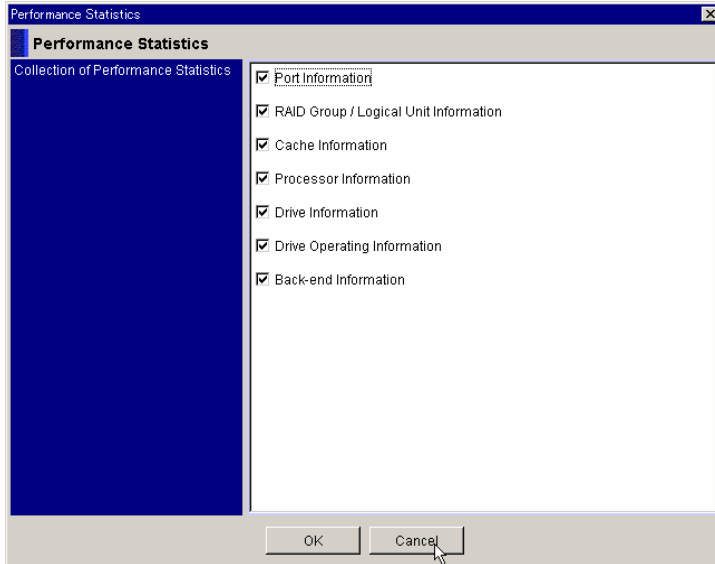 Performance Statistics
Performance Statistics
Collection of Performance Statistics
Port Information
RAID Group / Logical Unit Information
Cache Information
Processor Information
Drive Information
Drive Operating Information
Back-end Information
OK
Cancel